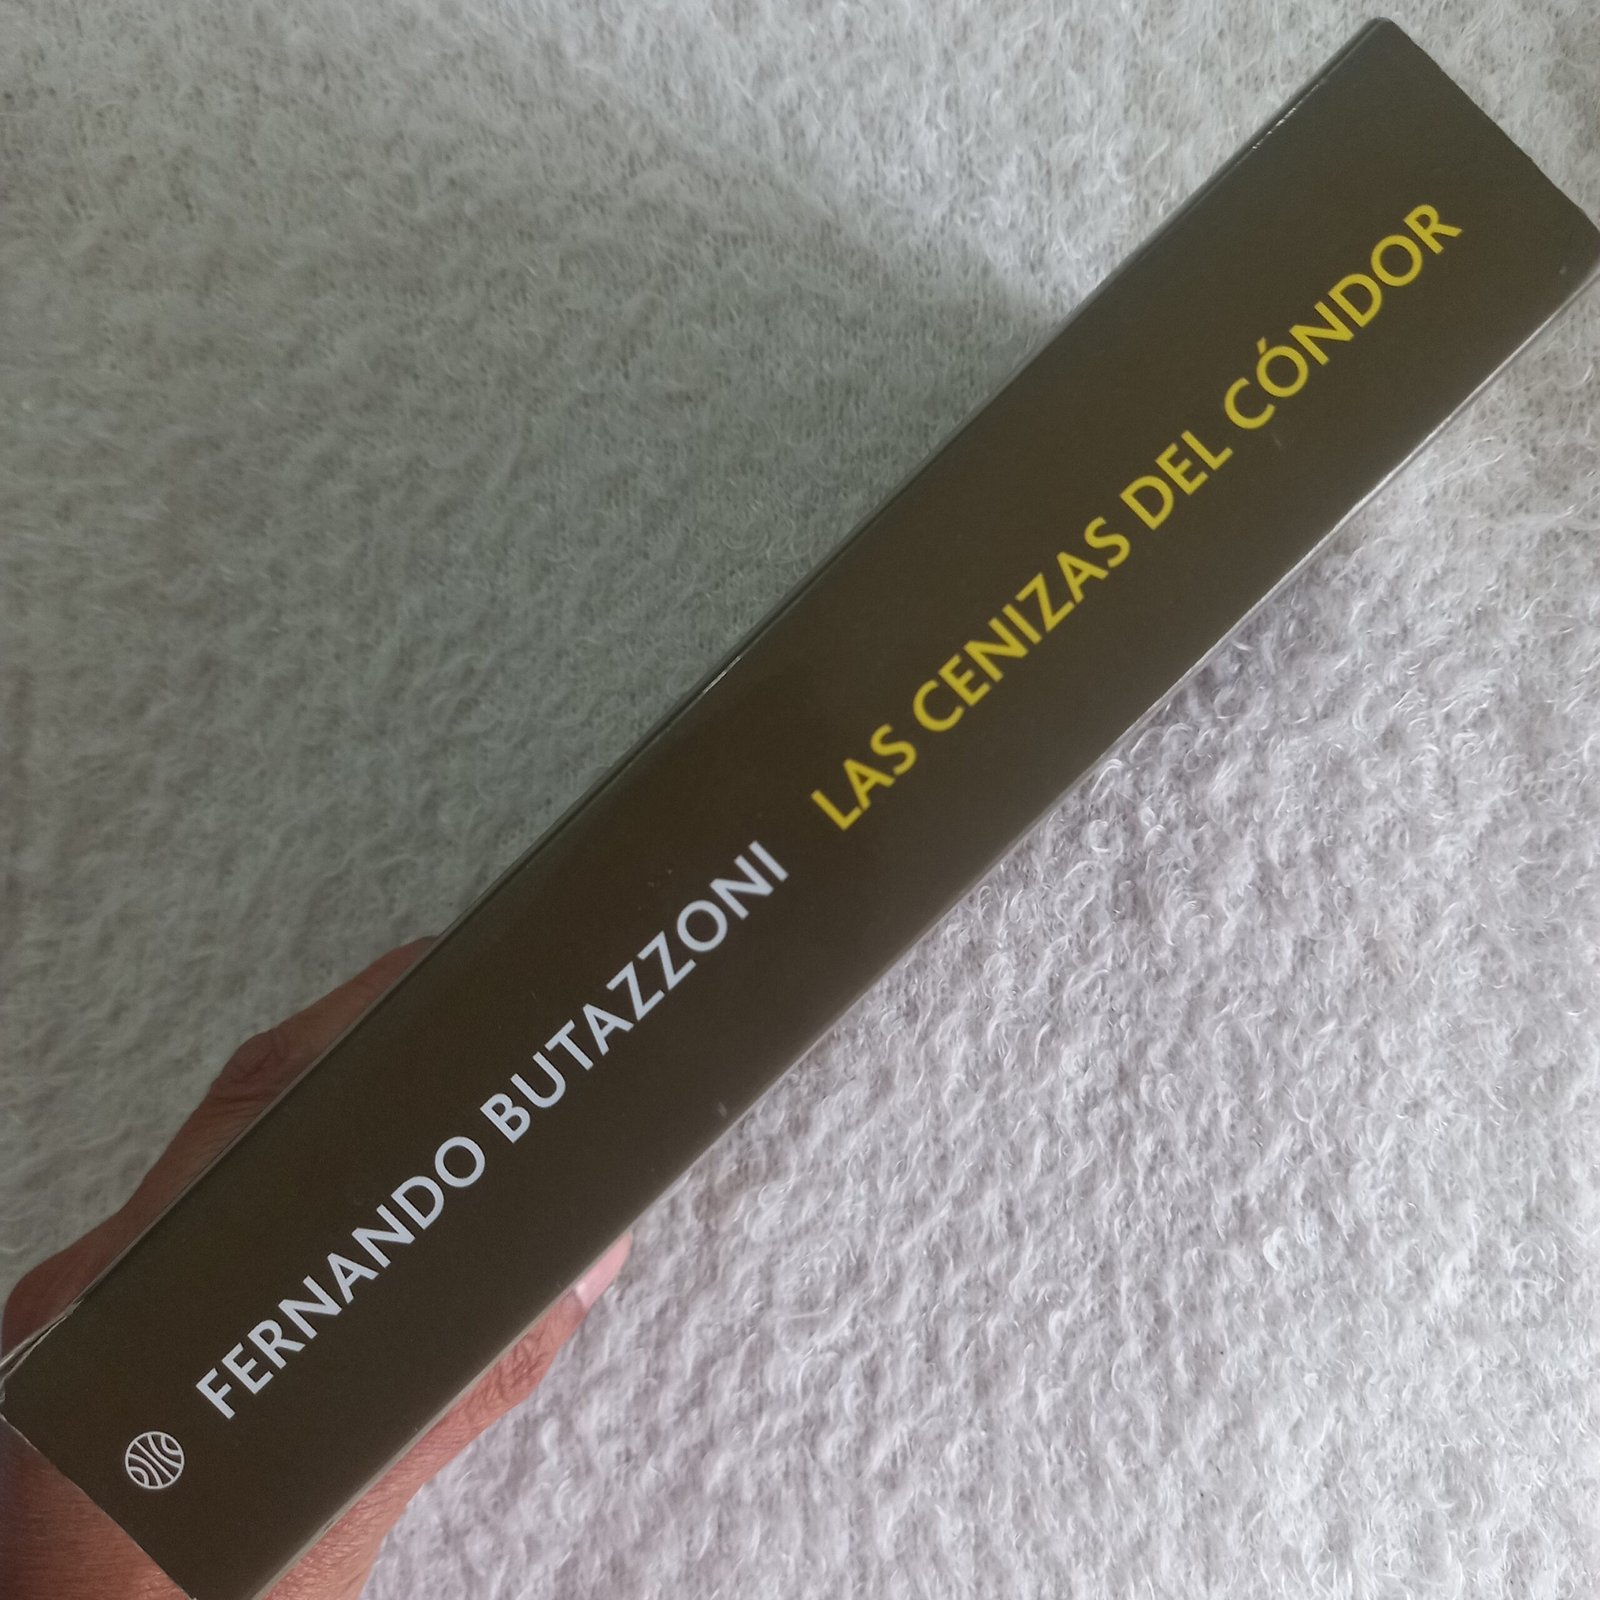 FERNANDO BUTAZZONI LAS CENIZAS DEL CÓNDOR